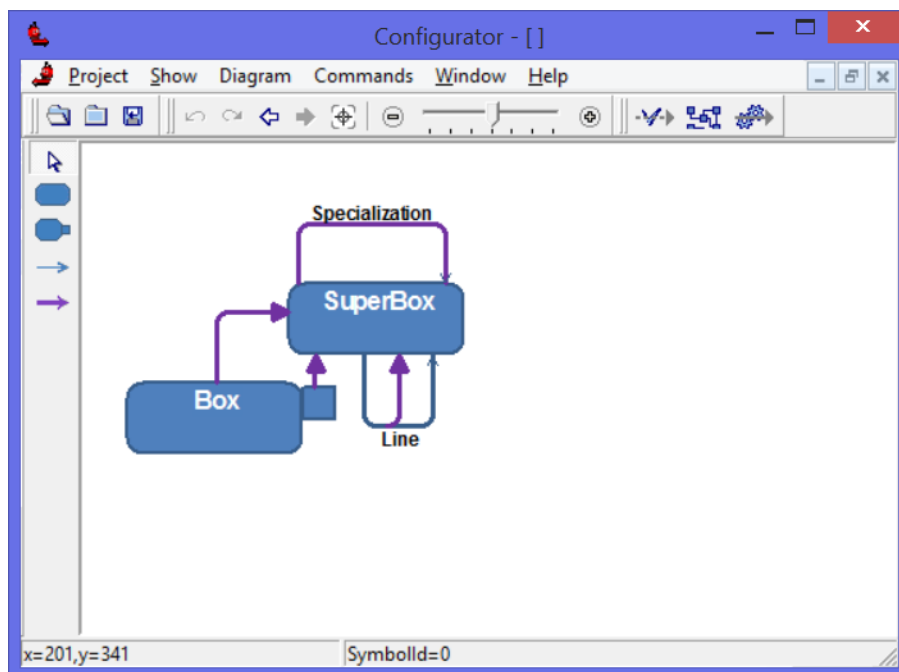 Configurator - [ ]
Project Show Diagram Commands Window Help
Specialization
SuperBox
Box
Line
x=201,y=341 SymbolId=0